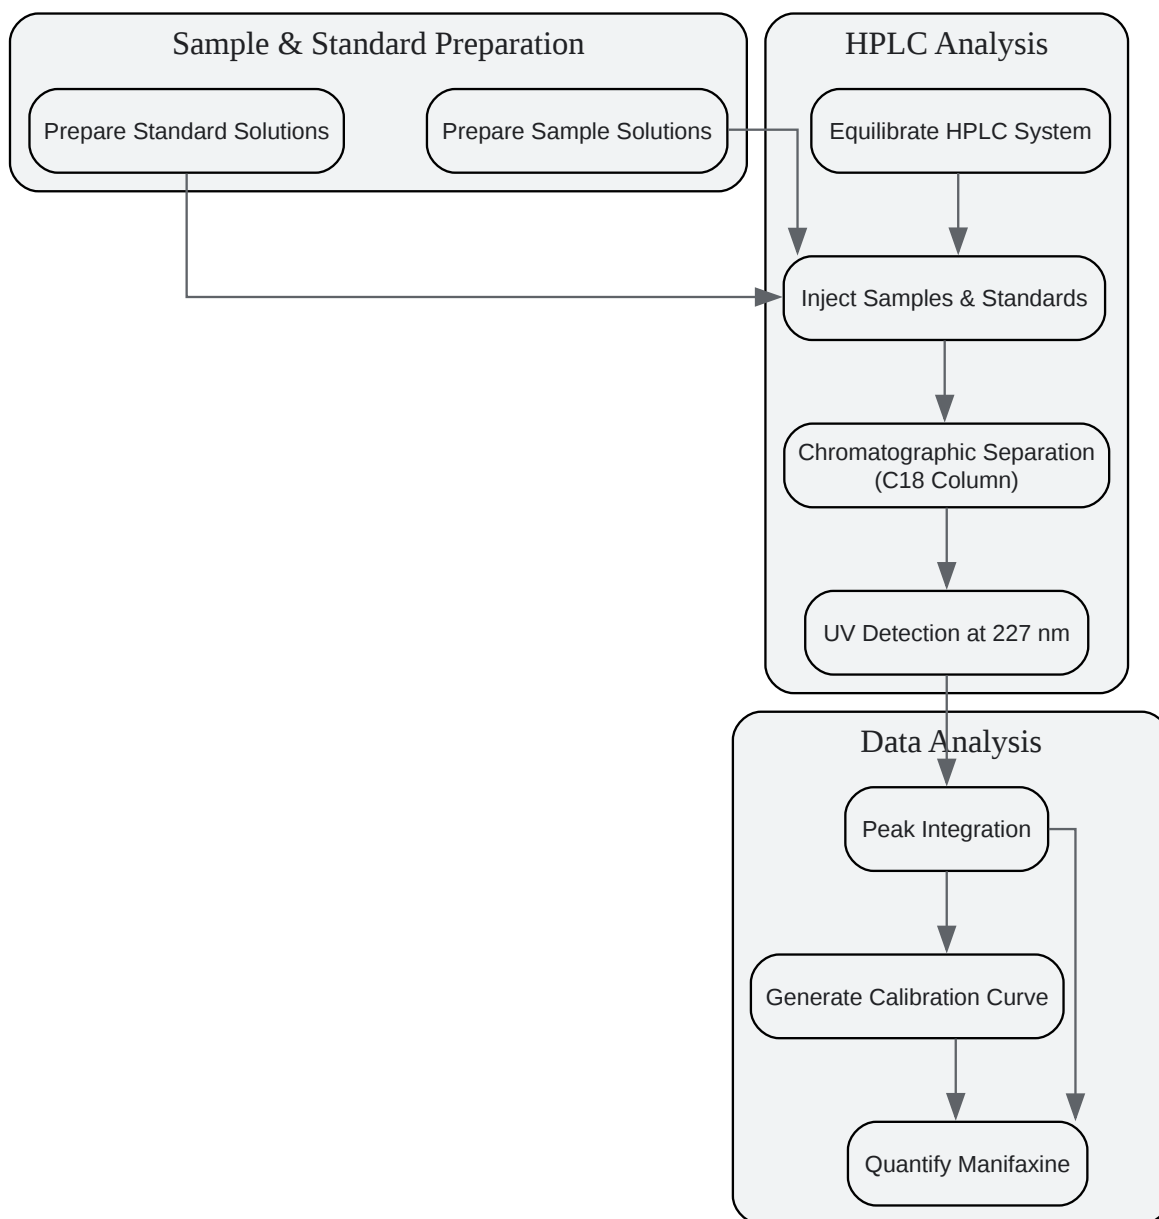 Sample & Standard Preparation
Prepare Standard Solutions
Prepare Sample Solutions
HPLC Analysis
Equilibrate HPLC System
Inject Samples & Standards
Chromatographic Separation
(C18 Column)
UV Detection at 227 nm
Data Analysis
Peak Integration
Generate Calibration Curve
Quantify Manifaxine